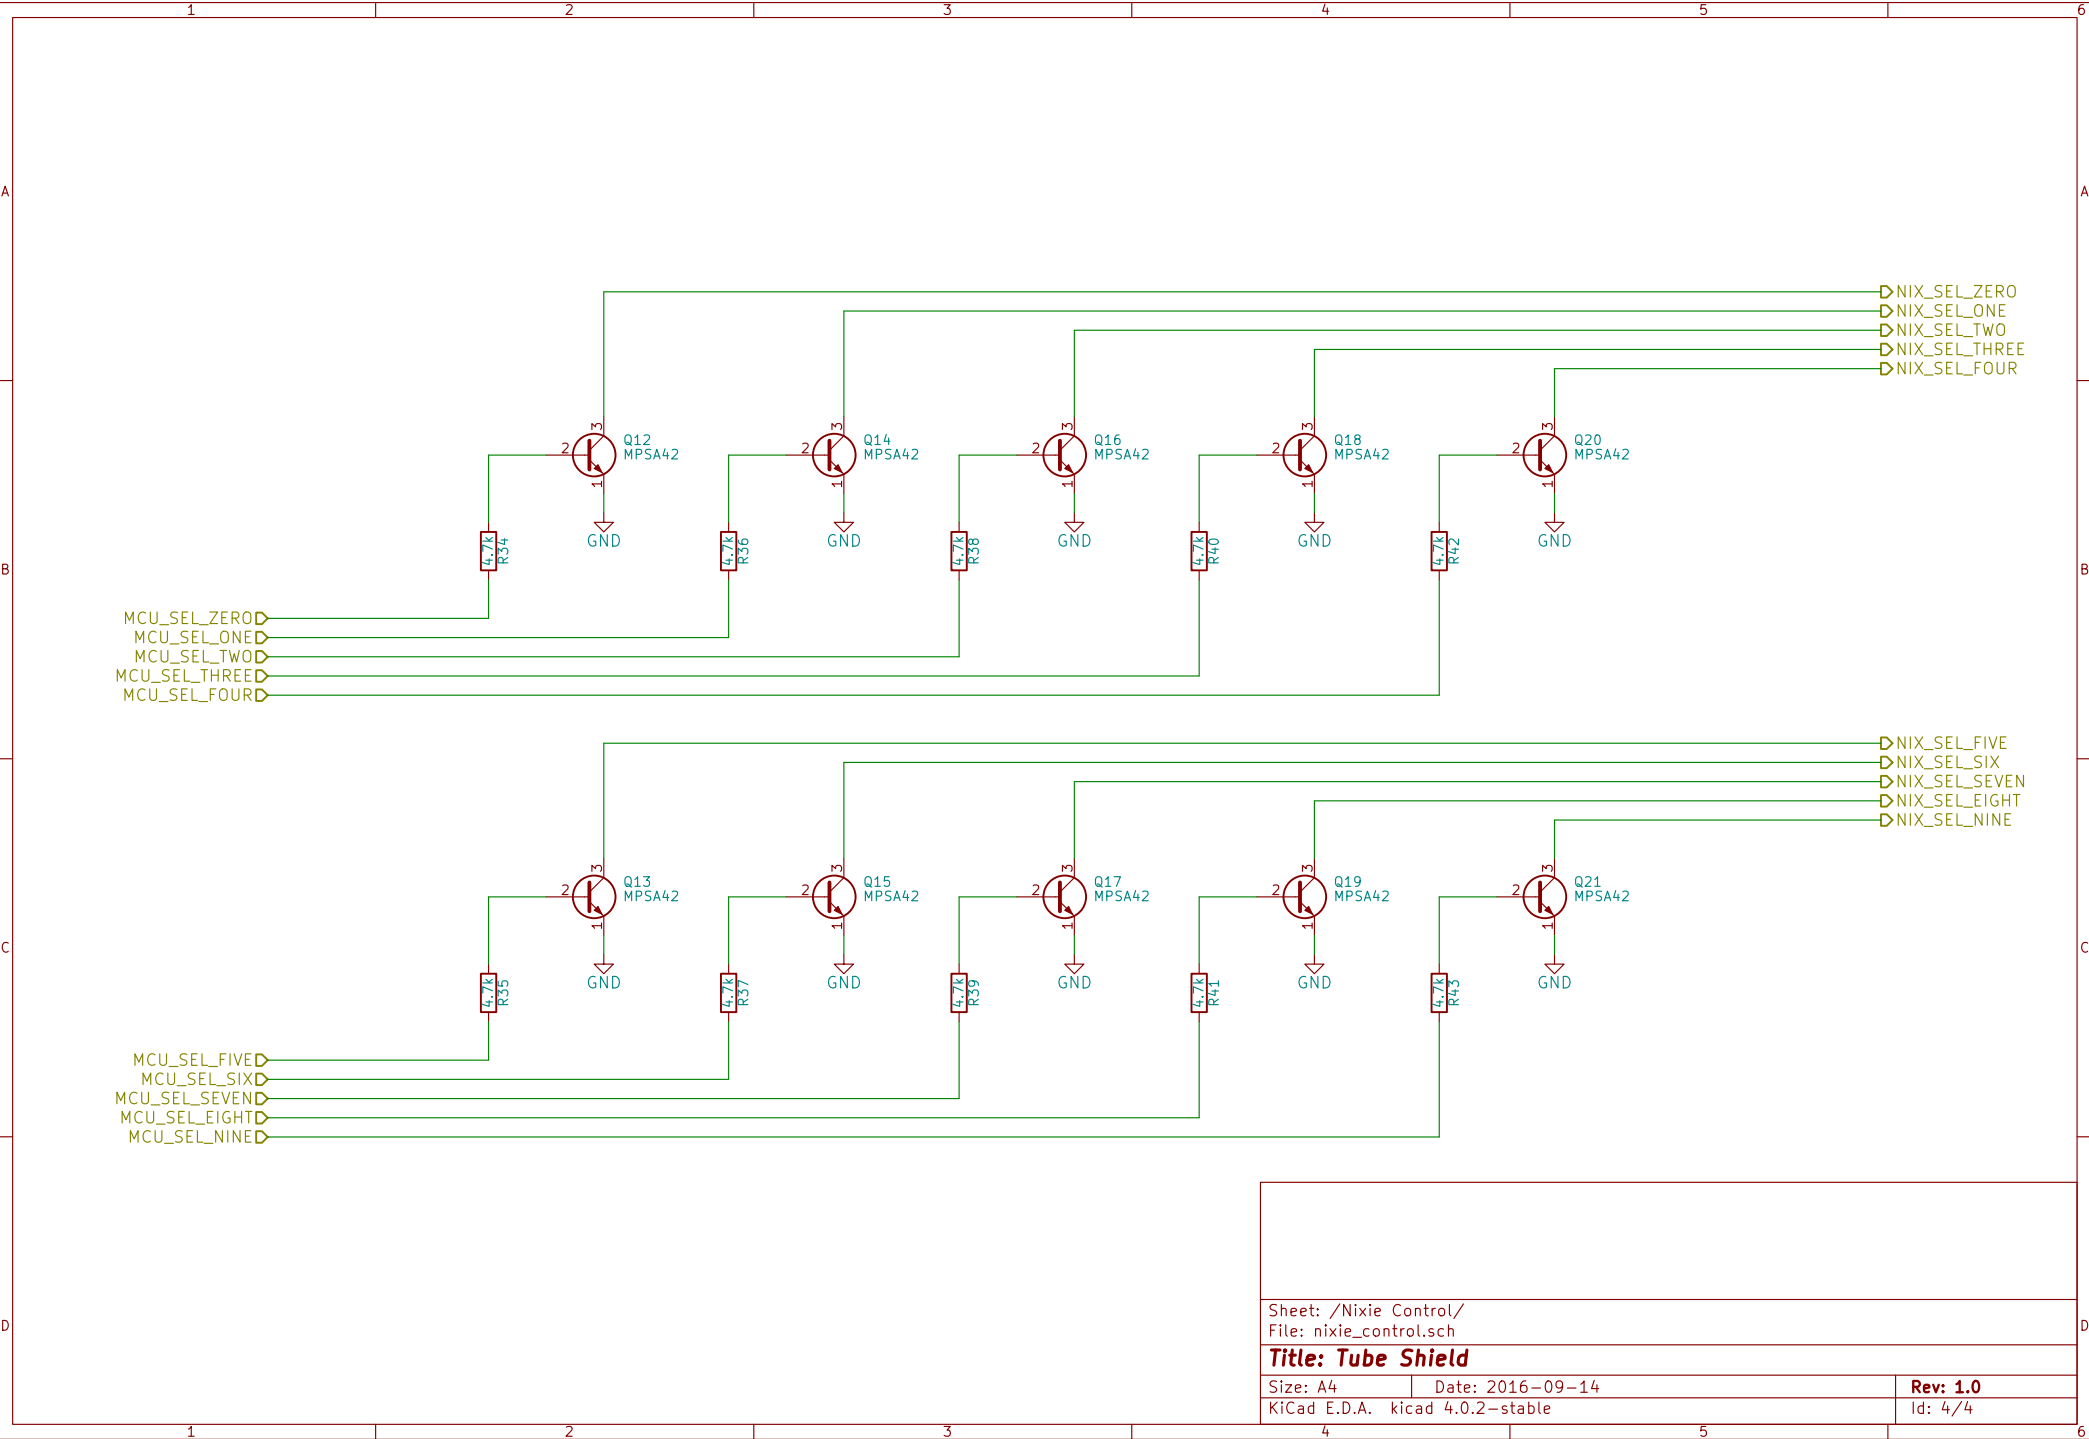 1 2 3 4 5 6
A A
NIX_SEL_ZERO
NIX_SEL_ONE
NIX_SEL_TWO
NIX_SEL_THREE
NIX_SEL_FOUR
3 3 3 3 3
Q12 Q14 Q16 Q18 Q20
2 MPSA42 2 MPSA42 2 MPSA42 2 MPSA42 2 MPSA42
1 1 1 1 1
GND GND GND GND GND
4.7k R34 4.7k R36 4.7k R38 4.7k R40 4.7k R42
B B
MCU_SEL_ZERO
MCU_SEL_ONE
MCU_SEL_TWO
MCU_SEL_THREE
MCU_SEL_FOUR
NIX_SEL_FIVE
NIX_SEL_SIX
NIX_SEL_SEVEN
NIX_SEL_EIGHT
NIX_SEL_NINE
3 3 3 3 3
Q13 Q15 Q17 Q19 Q21
2 MPSA42 2 MPSA42 2 MPSA42 2 MPSA42 2 MPSA42
1 1 1 1 1
C C
GND GND GND GND GND
4.7k R35 4.7k R37 4.7k R39 4.7k R41 4.7k R43
MCU_SEL_FIVE
MCU_SEL_SIX
MCU_SEL_SEVEN
MCU_SEL_EIGHT
MCU_SEL_NINE
Sheet: /Nixie Control/
File: nixie_control.sch
D D
Title: Tube Shield
Size: A4 Date: 2016-09-14 Rev: 1.0
KiCad E.D.A. kicad 4.0.2-stable Id: 4/4
1 2 3 4 5 6